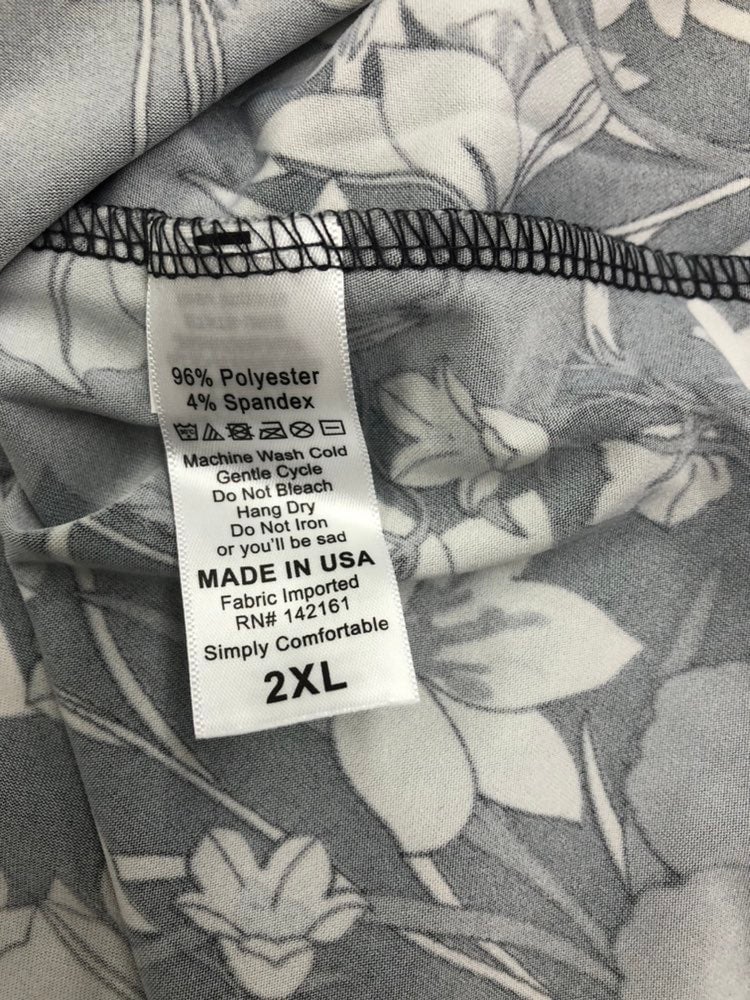 96% Polyester
4% Spandex
Machine Wash Cold
Gentle Cycle
Do Not Bleach
Hang Dry
Do Not Iron
or you'll be sad
MADE IN USA
Fabric Imported
RN# 142161
Simply Comfortable
2XL